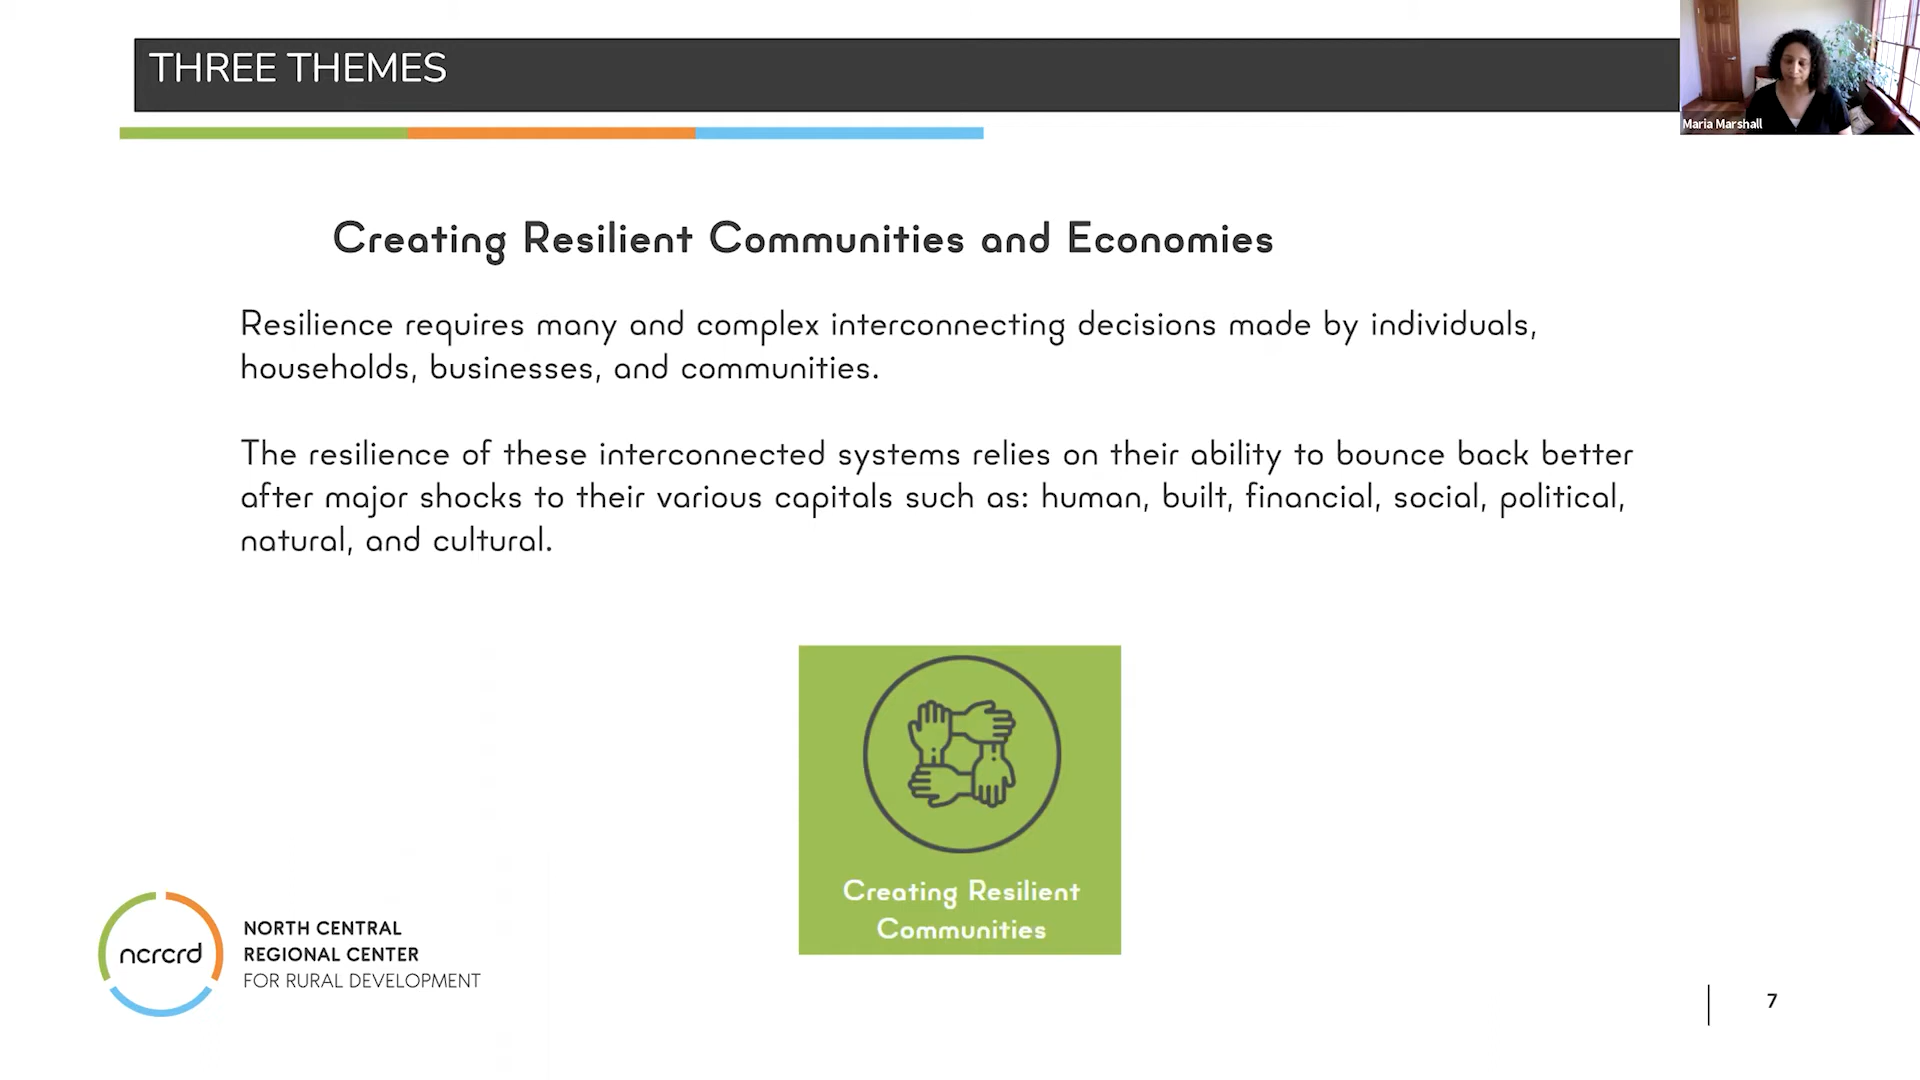 THREE THEMES
Maria Marshall
Creating Resilient Communities and Economies
Resilience requires many and complex interconnecting decisions made by individuals,
households, businesses, and communities.
The resilience of these interconnected systems relies on their ability to bounce back better
after major shocks to their various capitals such as: human, built, financial, social, political,
natural, and cultural.
Creating Resilient
Communities
ncrcrd
NORTH CENTRAL
REGIONAL CENTER
FOR RURAL DEVELOPMENT
7